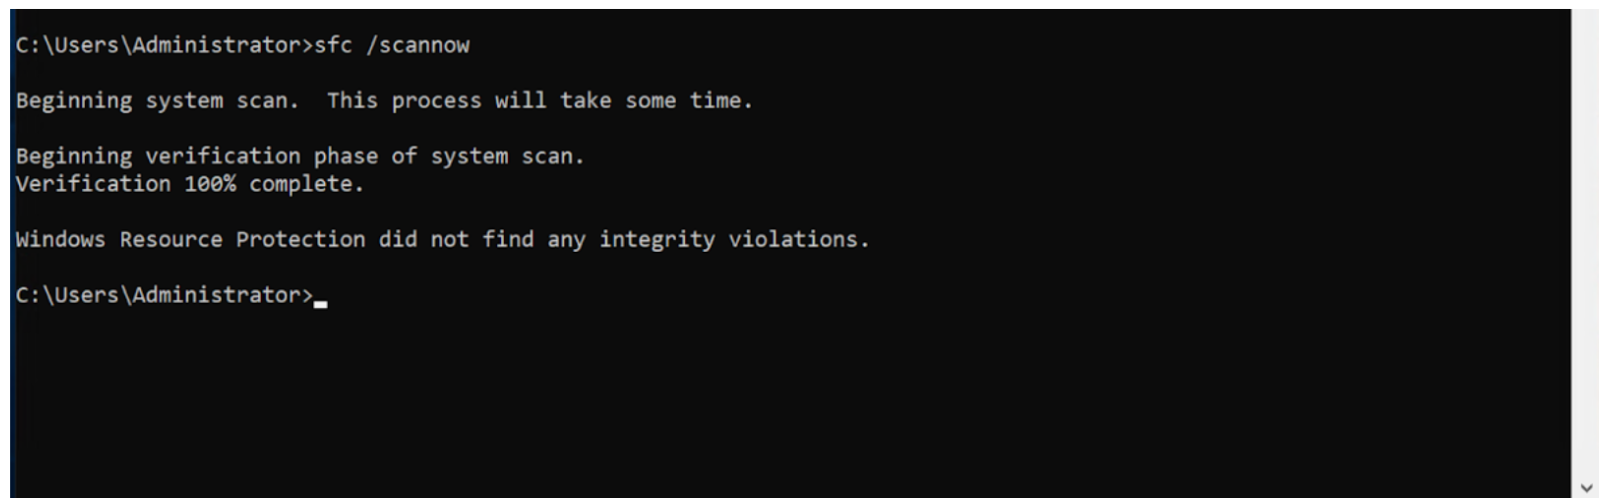 C:\Users\Administrator>sfc /scannow
Beginning system scan.  This process will take some time.
Beginning verification phase of system scan.
Verification 100% complete.
Windows Resource Protection did not find any integrity violations.
C:\Users\Administrator>